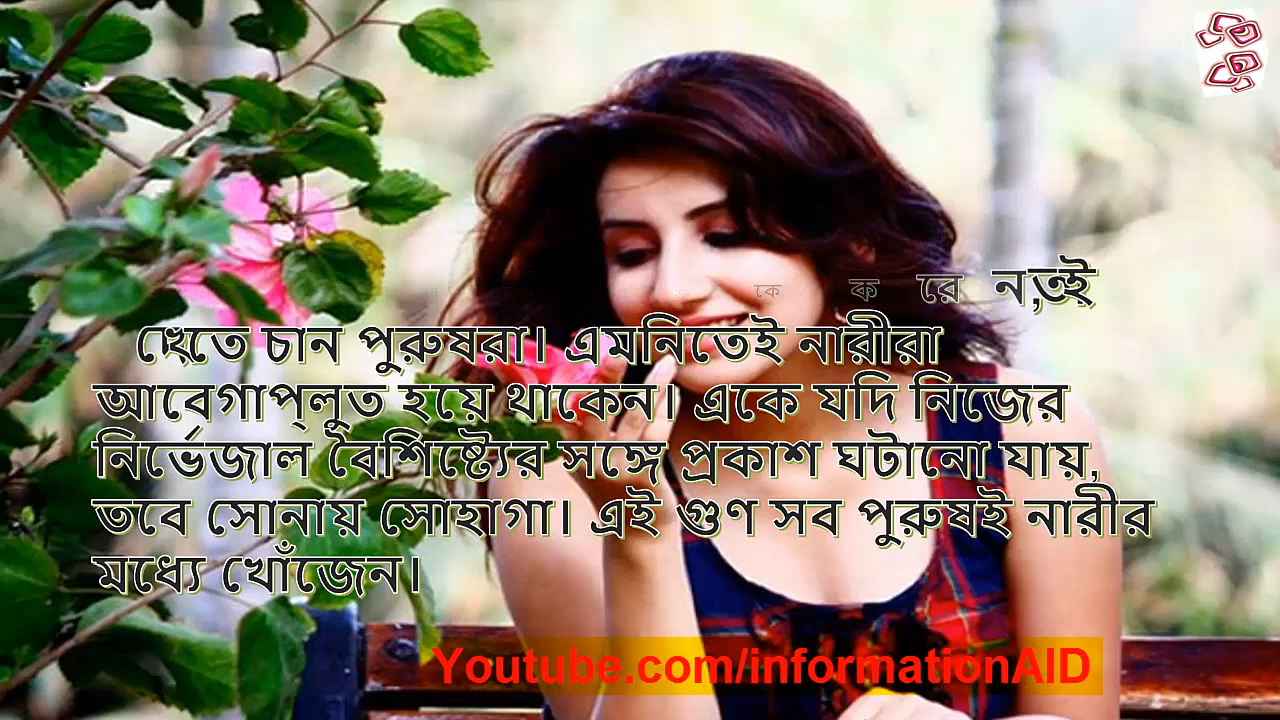 চান পুরুষরা। এমনিতেই নারীরা
আবেগাপ্লুত হয়ে থাকেন। একে যদি নিজের
নির্ভেজাল বৈশিষ্ট্যের সঙ্গে প্রকাশ ঘটানো যায়,
তবে সোনায় সোহাগা। এই গুণ সব পুরুষই নারীর
মধ্যে খোঁজেন।
Youtube.com/informationAID